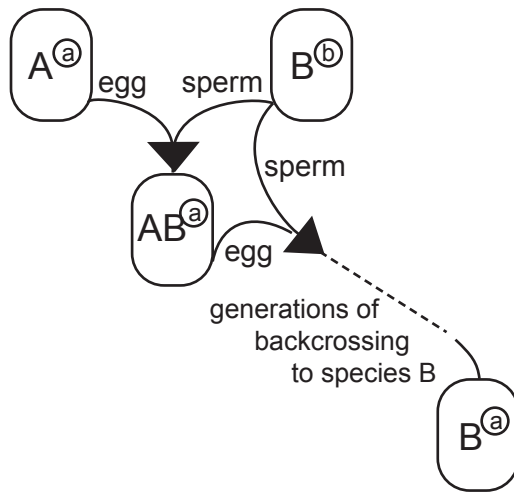 A a
B b
egg
sperm
sperm
AB a
egg
generations of
backcrossing
to species B
B a